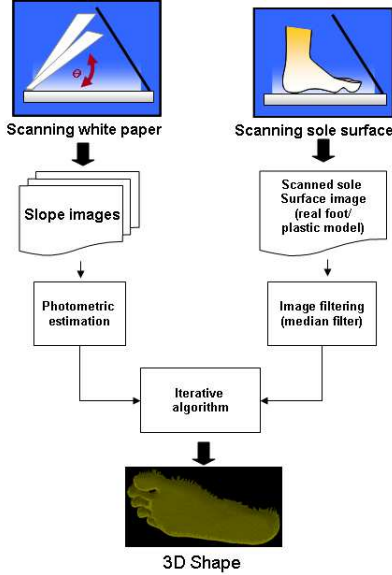 Θ
Scanning white paper
Scanning sole surface
Slope images
Scanned sole
Surface image
(real foot/
plastic model)
Photometric
estimation
Image filtering
(median filter)
Iterative
algorithm
3D Shape